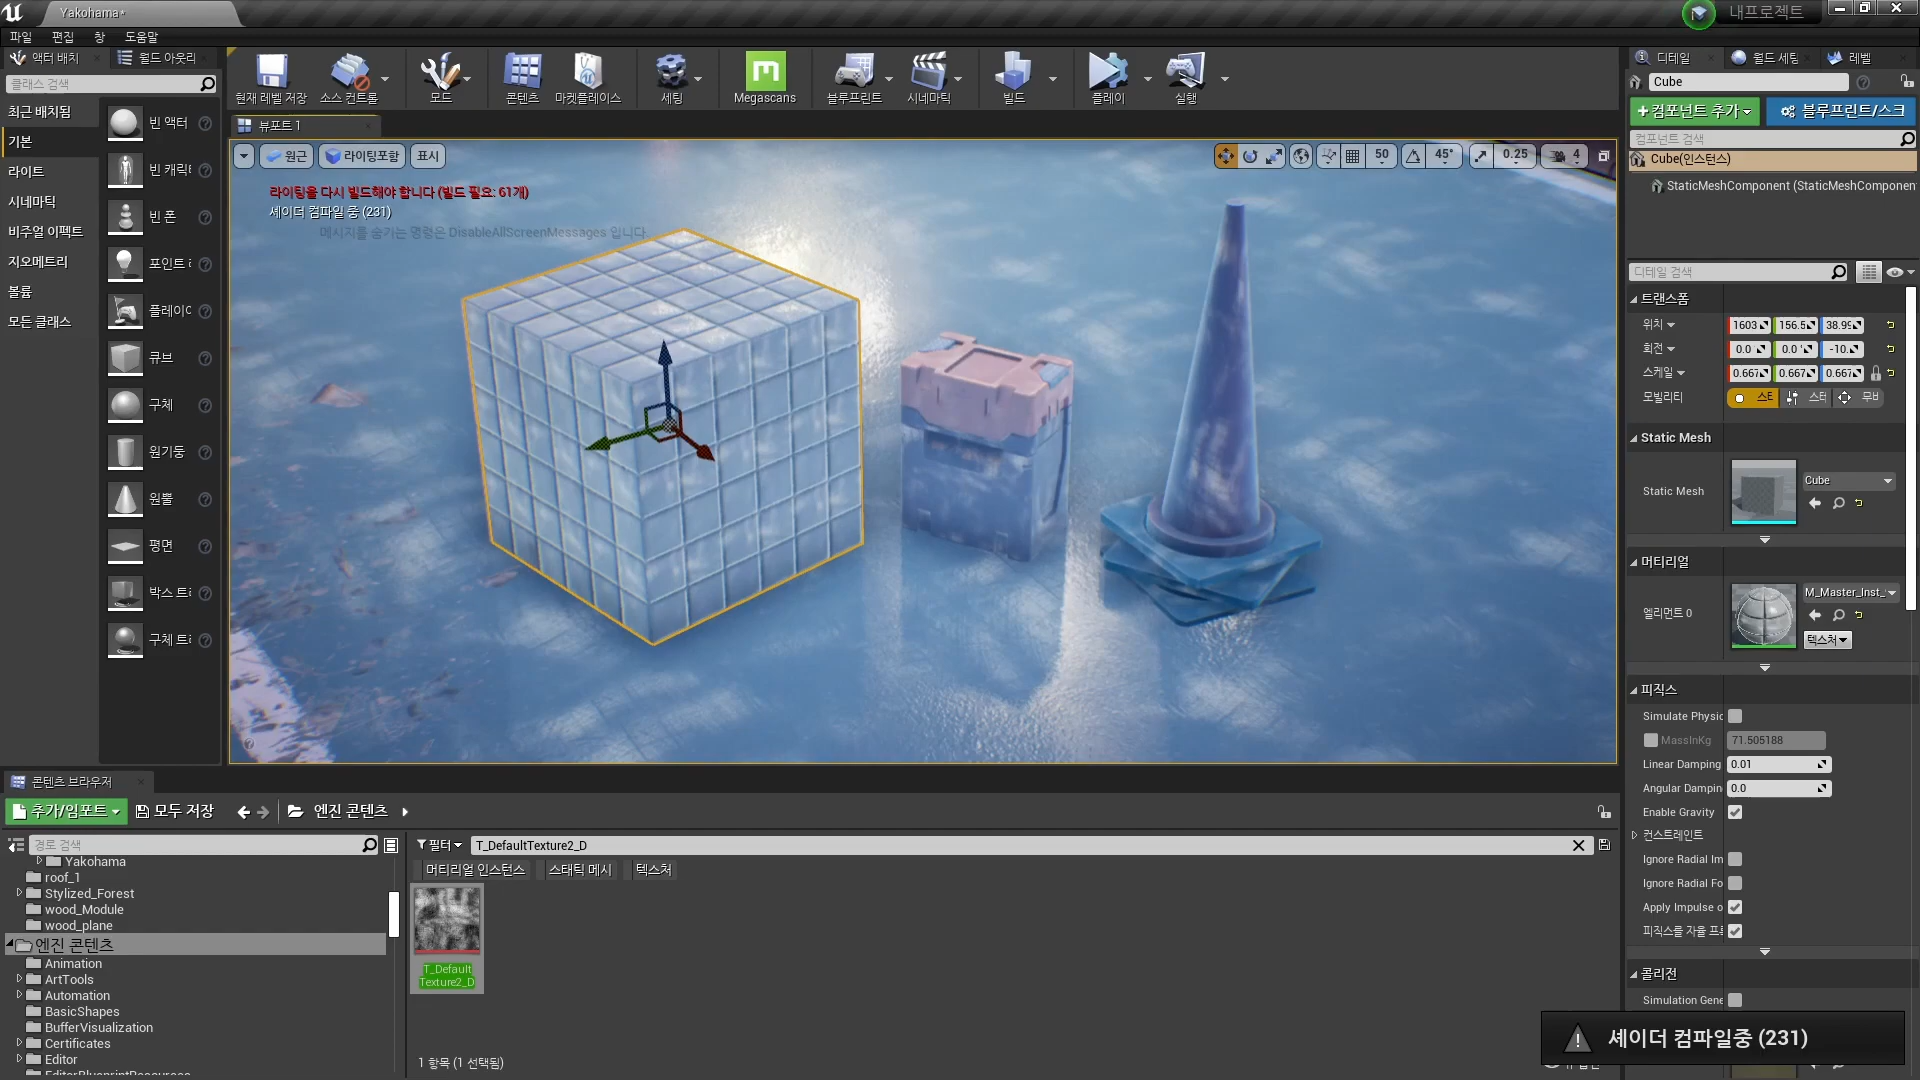 Yakohama*
내프로젝트
파일 편집 창 도움말
액터 배치
월드 아웃라
클래스 검색
최근 배치됨
기본
라이트
시네마틱
비주얼 이펙트
지오메트리
볼륨
모든 클래스
빈 액터
빈 캐릭
빈 폰
포인트
플레이어
큐브
구체
원기둥
원뿔
평면
박스 트
구체 트
현재 레벨 저장
소스 컨트롤
모드
콘텐츠
마켓플레이스
세팅
Megascans
블루프린트
시네마틱
빌드
플레이
실행
뷰포트 1
원근
라이팅포함
표시
50
45°
0.25
4
라이팅을 다시 빌드해야 합니다 (빌드 필요: 61개)
셰이더 컴파일 중 (231)
메시지를 숨기는 명령은 DisableAllScreenMessages 입니다
디테일
월드 세팅
레벨
Cube
+컴포넌트 추가
블루프린트/스크
컴포넌트 검색
Cube(인스턴스)
StaticMeshComponent (StaticMeshComponen
디테일 검색
트랜스폼
위치 1603 156.5 38.99
회전 0.0 0.0 -10.
스케일 0.667 0.667 0.667
모빌리티 스트 스트 무브
Static Mesh
Static Mesh
Cube
머티리얼
엘리먼트 0
M_Master_Inst_
텍스처
피직스
Simulate Physic
MassInKg 71.505188
Linear Damping 0.01
Angular Dampin 0.0
Enable Gravity
컨스트레인트
Ignore Radial Im
Ignore Radial Fo
Apply Impulse o
피직스를 자율 프
콜리전
Simulation Gene
콘텐츠 브라우저
추가/임포트
모두 저장
엔진 콘텐츠
경로 검색
Yakohama
roof_1
Stylized_Forest
wood_Module
wood_plane
엔진 콘텐츠
Animation
ArtTools
Automation
BasicShapes
BufferVisualization
Certificates
Editor
EditorBlueprintResources
필터
T_DefaultTexture2_D
머티리얼 인스턴스
스태틱 메시
텍스처
T_Default
Texture2_D
1 항목 (1 선택됨)
셰이더 컴파일중 (231)